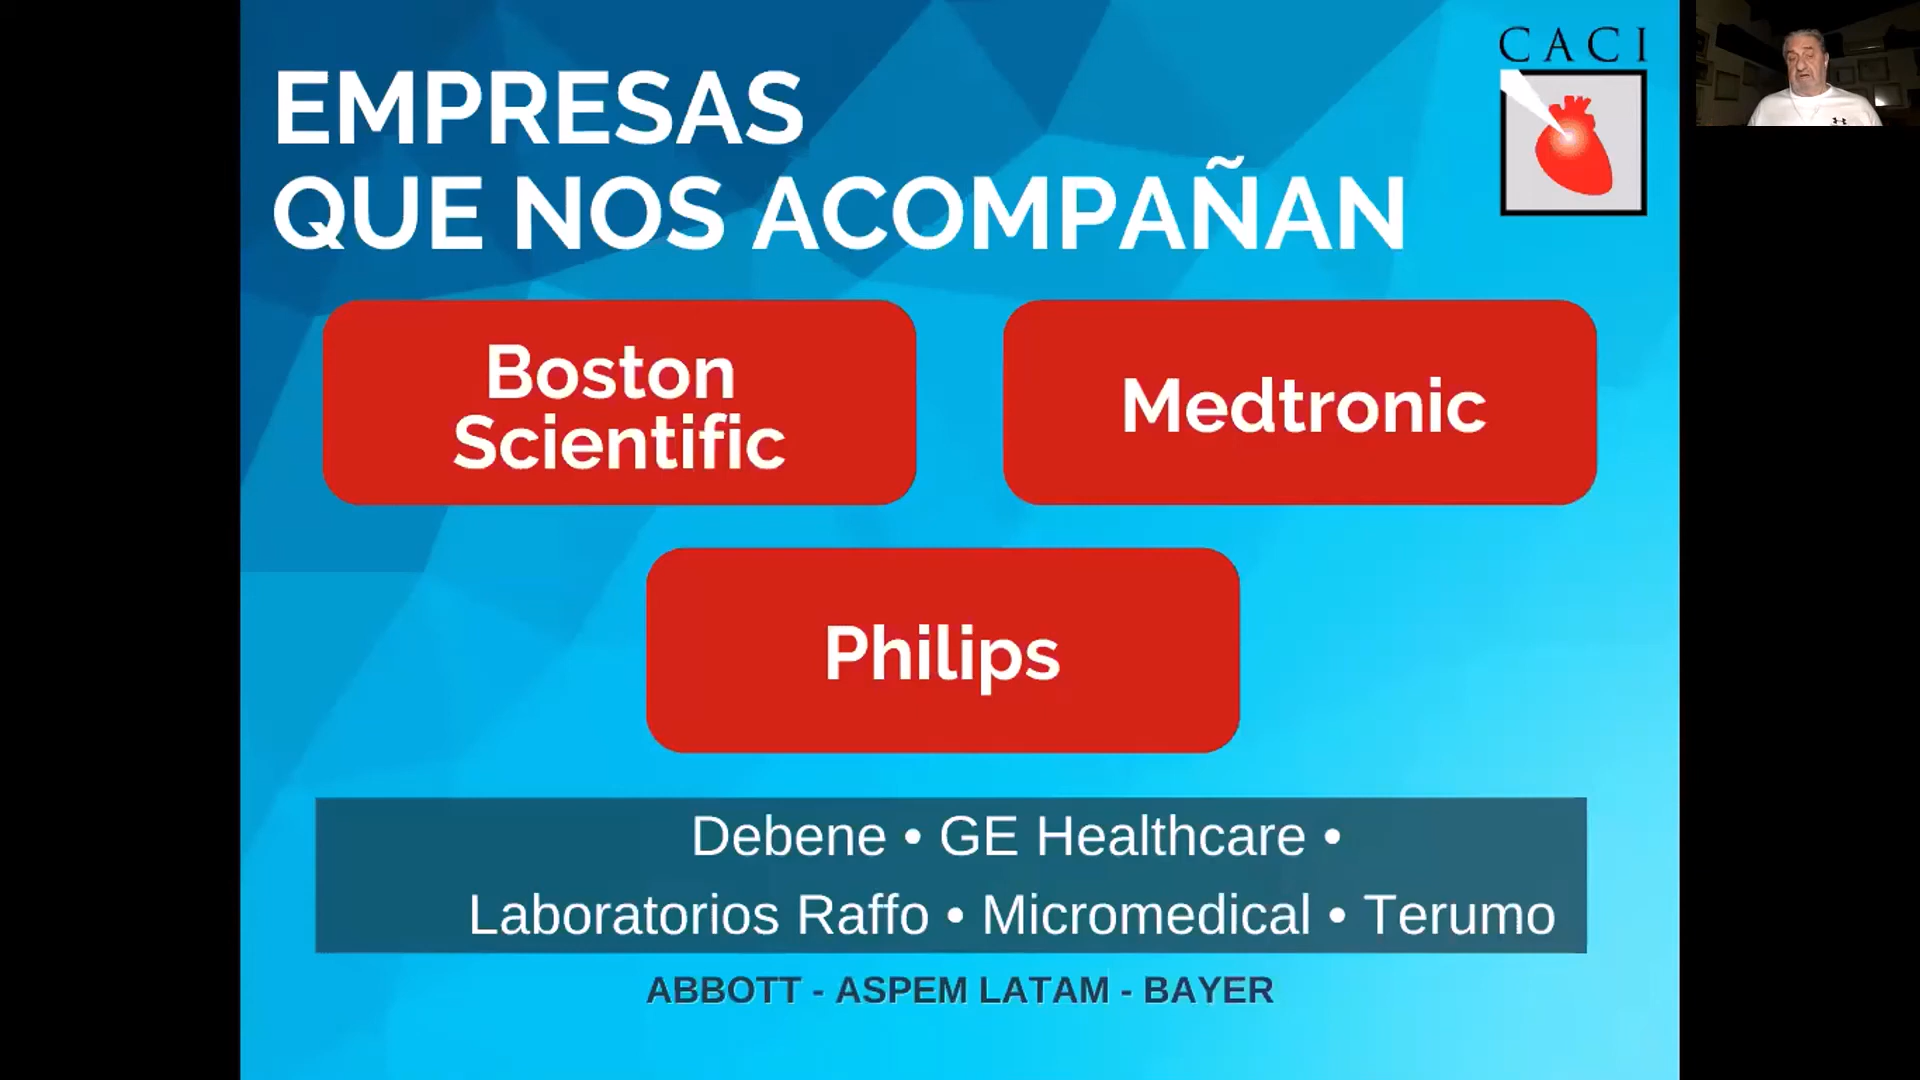 EMPRESAS
QUE NOS ACOMPAÑAN
CACI
Boston
Scientific
Medtronic
Philips
Debene • GE Healthcare •
Laboratorios Raffo • Micromedical • Terumo
ABBOTT - ASPEM LATAM - BAYER